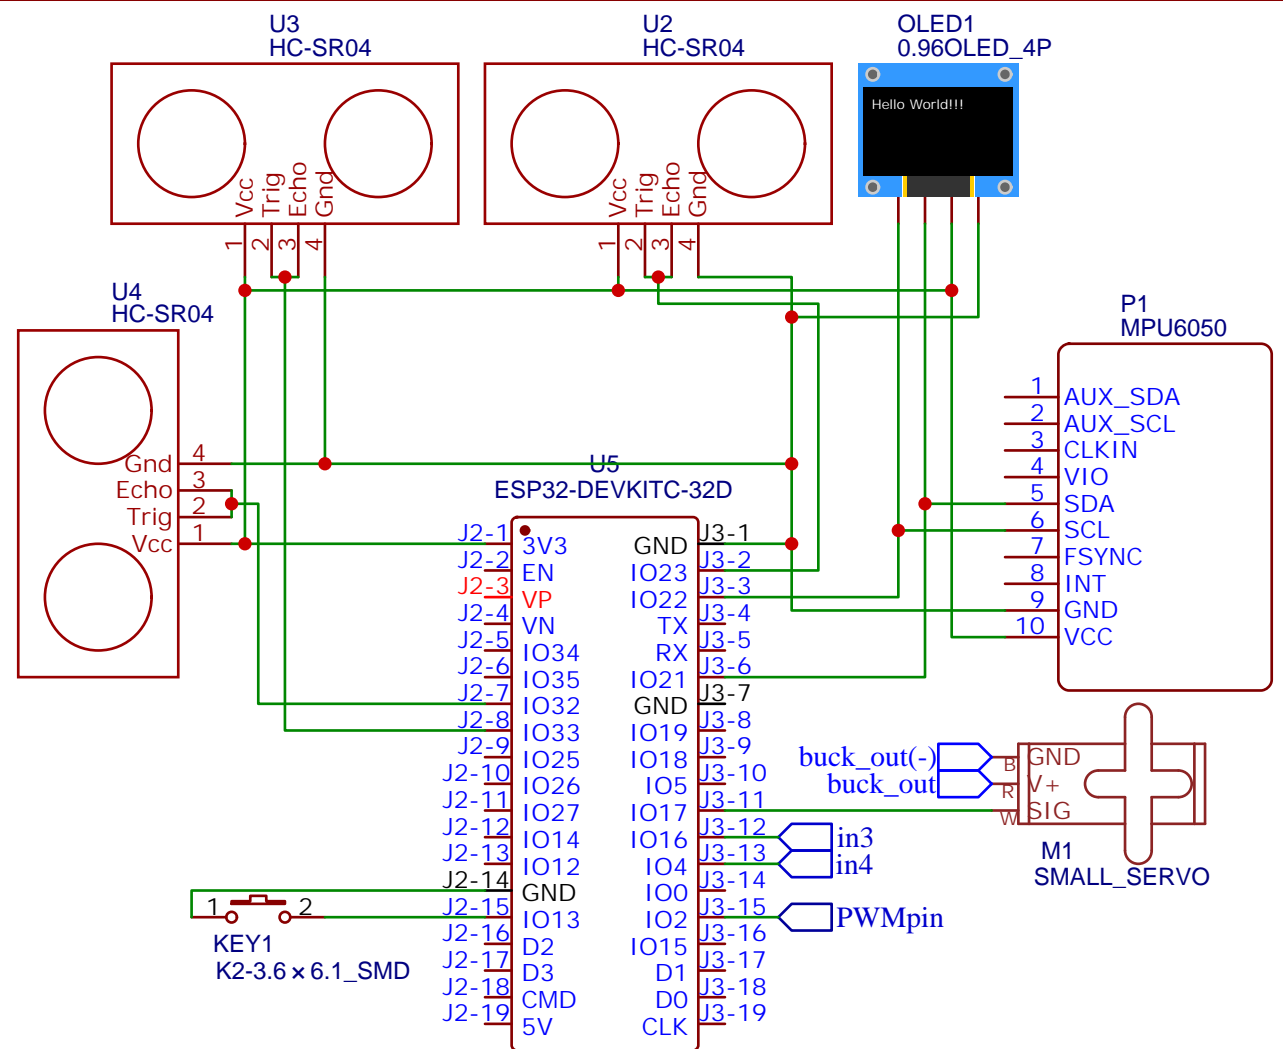 U3
HC-SR04
Vcc
Trig
Echo
Gnd
1
2
3
4
U2
HC-SR04
Vcc
Trig
Echo
Gnd
1
2
3
4
OLED1
0.96OLED_4P
Hello World!!!
U4
HC-SR04
Gnd 4
Echo 3
Trig 2
Vcc 1
P1
MPU6050
1 AUX_SDA
2 AUX_SCL
3 CLKIN
4 VIO
5 SDA
6 SCL
7 FSYNC
8 INT
9 GND
10 VCC
U5
ESP32-DEVKITC-32D
J2-1 3V3
J2-2 EN
J2-3 VP
J2-4 VN
J2-5 IO34
J2-6 IO35
J2-7 IO32
J2-8 IO33
J2-9 IO25
J2-10 IO26
J2-11 IO27
J2-12 IO14
J2-13 IO12
J2-14 GND
J2-15 IO13
J2-16 D2
J2-17 D3
J2-18 CMD
J2-19 5V
GND J3-1
IO23 J3-2
IO22 J3-3
TX J3-4
RX J3-5
IO21 J3-6
GND J3-7
IO19 J3-8
IO18 J3-9
IO5 J3-10
IO17 J3-11
IO16 J3-12
IO4 J3-13
IO0 J3-14
IO2 J3-15
IO15 J3-16
D1 J3-17
D0 J3-18
CLK J3-19
buck_out(-)
buck_out
B GND
R V+
W SIG
M1
SMALL_SERVO
in3
in4
PWMpin
1 2
KEY1
K2-3.6×6.1_SMD